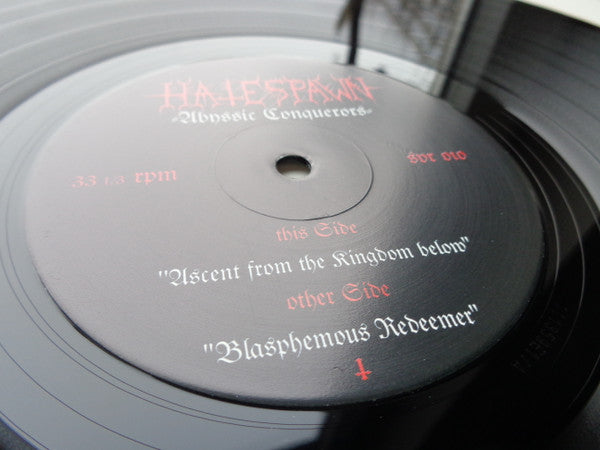 HATESPAWN
-Abyssic Conquerors-
33 1/3 rpm
sor 010
this Side
"Ascent from the Kingdom below"
other Side
"Blasphemous Redeemer"